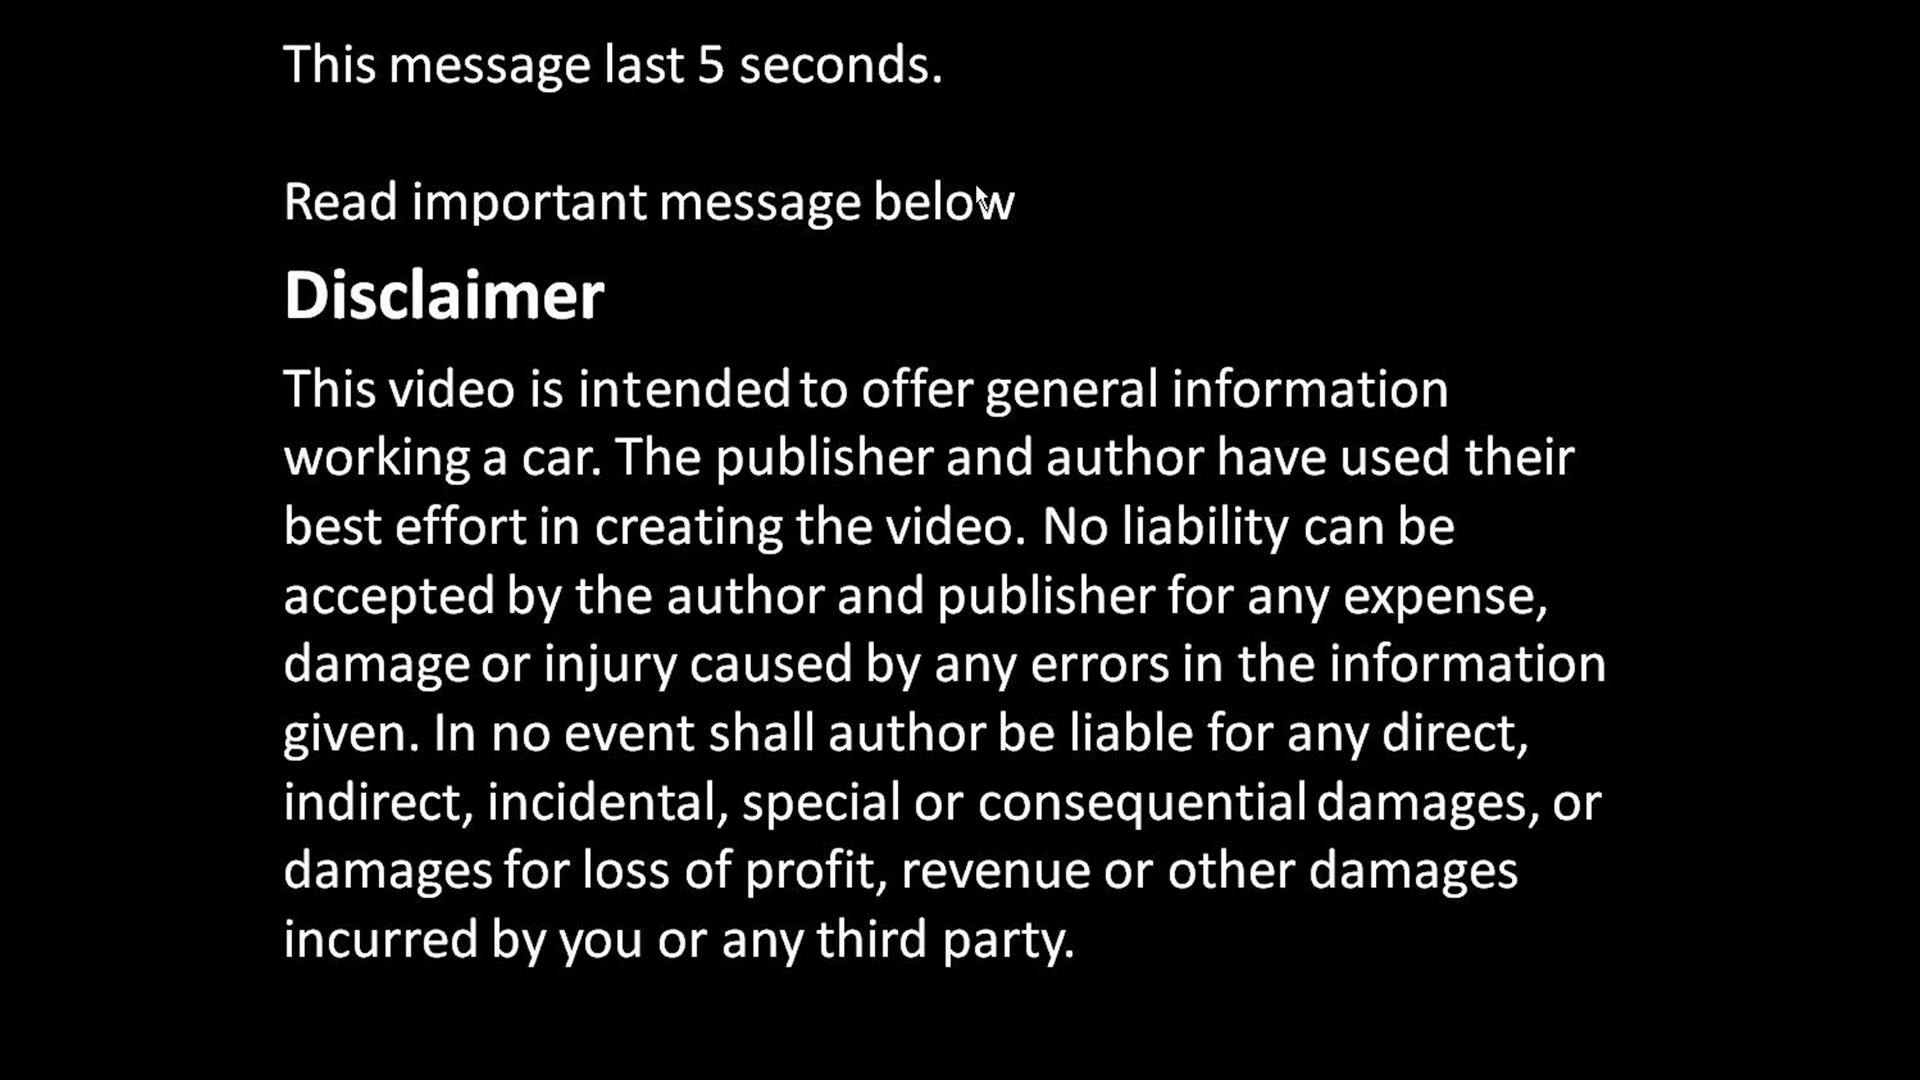 This message last 5 seconds.
Read important message below
Disclaimer
This video is intended to offer general information
working a car. The publisher and author have used their
best effort in creating the video. No liability can be
accepted by the author and publisher for any expense,
damage or injury caused by any errors in the information
given. In no event shall author be liable for any direct,
indirect, incidental, special or consequential damages, or
damages for loss of profit, revenue or other damages
incurred by you or any third party.